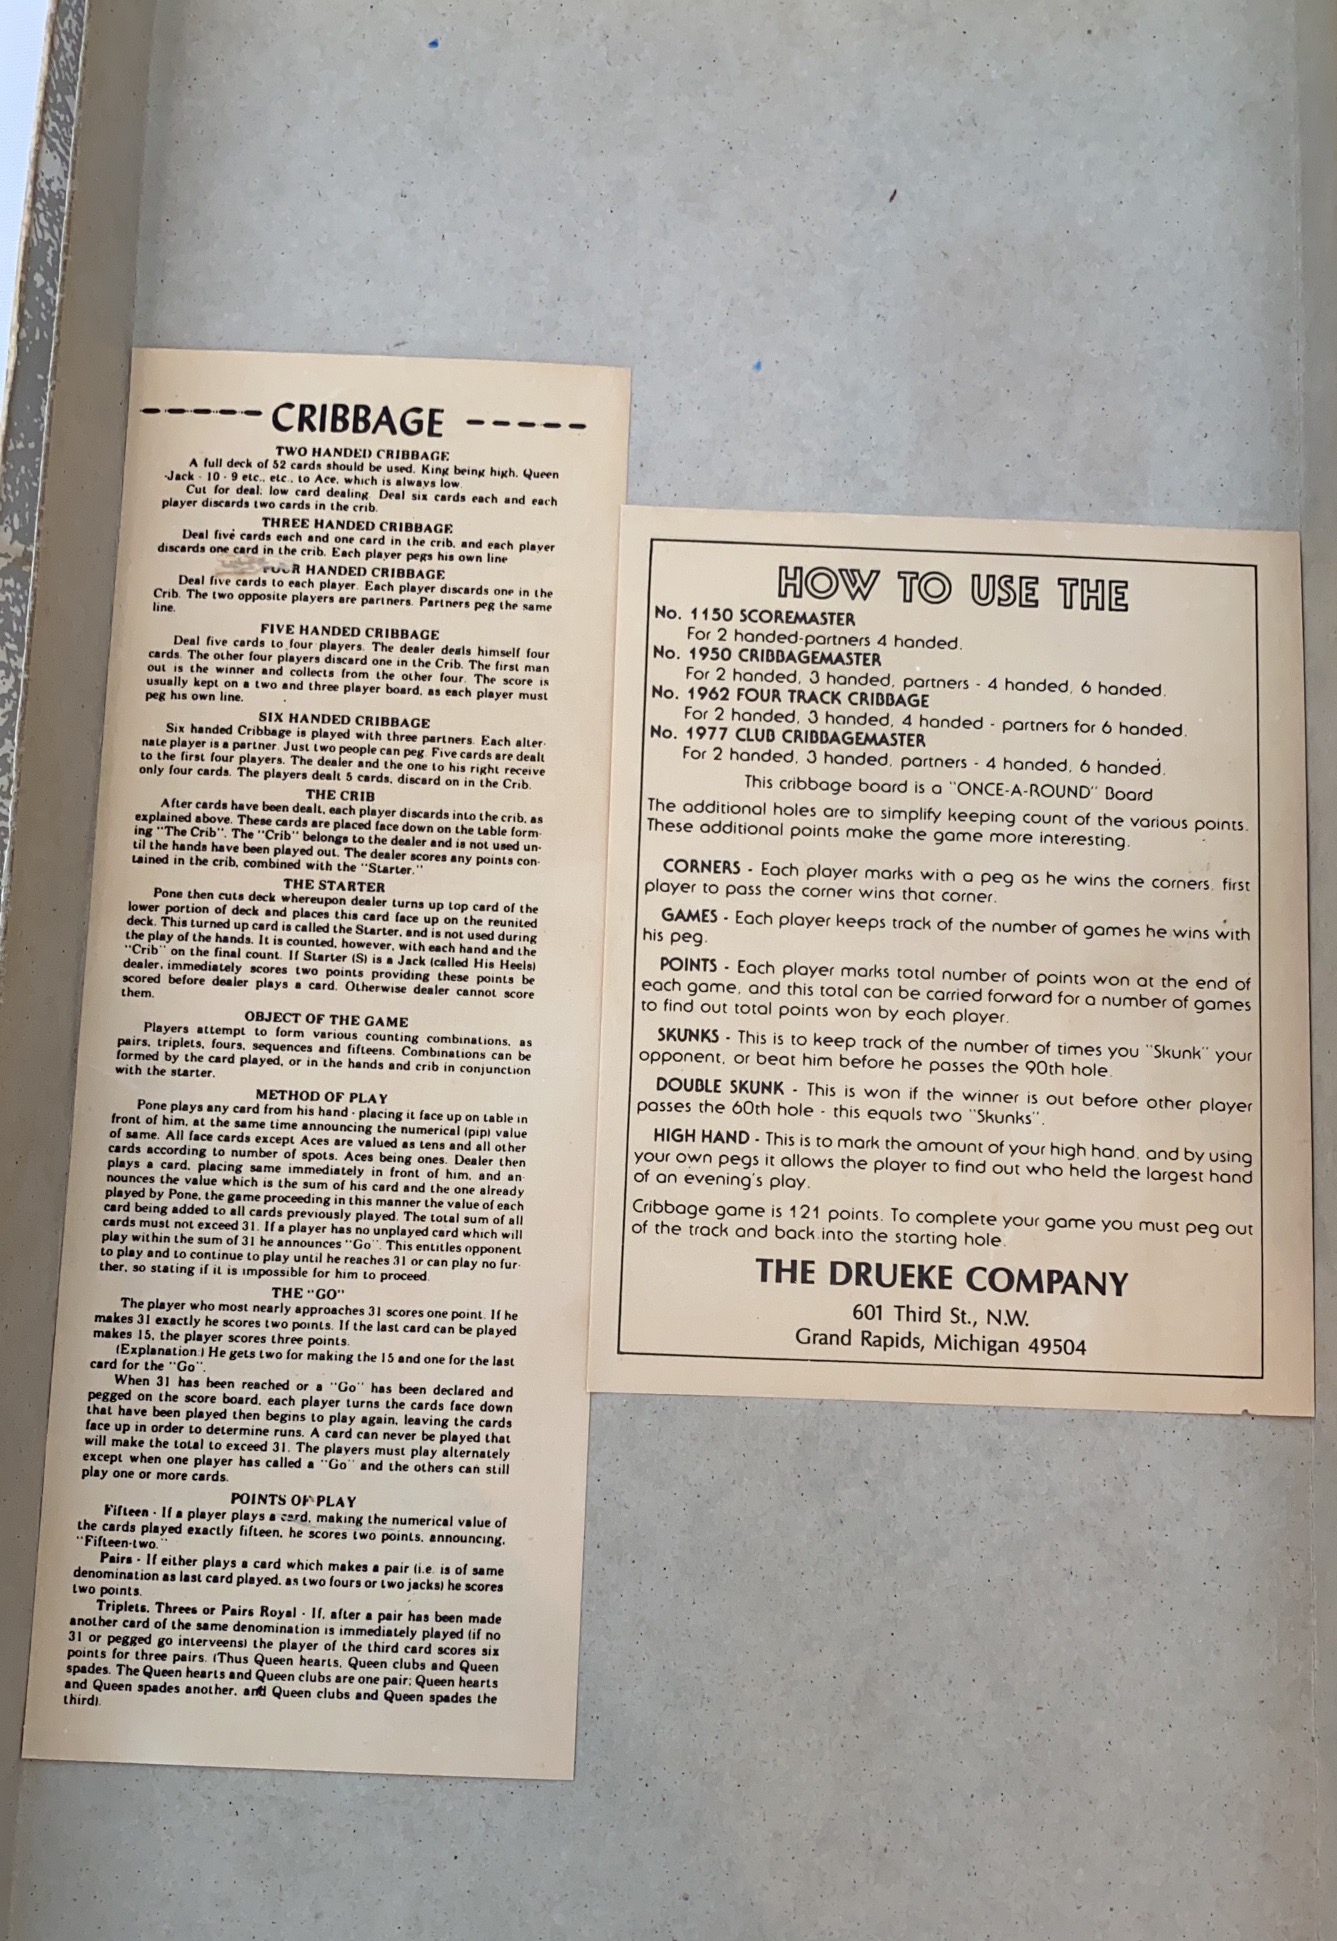 ----- CRIBBAGE -----
TWO HANDED CRIBBAGE
A full deck of 52 cards should be used, King being high, Queen
-Jack - 10 - 9 etc., etc., to Ace, which is always low.
Cut for deal; low card dealing. Deal six cards each and each
player discards two cards in the crib.
THREE HANDED CRIBBAGE
Deal five cards each and one card in the crib, and each player
discards one card in the crib. Each player pegs his own line
FOUR HANDED CRIBBAGE
Deal five cards to each player. Each player discards one in the
Crib. The two opposite players are partners. Partners peg the same
line.
FIVE HANDED CRIBBAGE
Deal five cards to four players. The dealer deals himself four
cards. The other four players discard one in the Crib. The first man
out is the winner and collects from the other four. The score is
usually kept on a two and three player board, as each player must
peg his own line.
SIX HANDED CRIBBAGE
Six handed Cribbage is played with three partners. Each alter-
nate player is a partner. Just two people can peg. Five cards are dealt
to the first four players. The dealer and the one to his right receive
only four cards. The players dealt 5 cards, discard on in the Crib.
THE CRIB
After cards have been dealt, each player discards into the crib, as
explained above. These cards are placed face down on the table form-
ing "The Crib". The "Crib" belongs to the dealer and is not used un-
til the hands have been played out. The dealer scores any points con-
tained in the crib, combined with the "Starter."
THE STARTER
Pone then cuts deck whereupon dealer turns up top card of the
lower portion of deck and places this card face up on the reunited
deck. This turned up card is called the Starter, and is not used during
the play of the hands. It is counted, however, with each hand and the
"Crib" on the final count. If Starter (S) is a Jack (called His Heels)
dealer, immediately scores two points providing these points be
scored before dealer plays a card. Otherwise dealer cannot score
them.
OBJECT OF THE GAME
Players attempt to form various counting combinations, as
pairs, triplets, fours, sequences and fifteens. Combinations can be
formed by the card played, or in the hands and crib in conjunction
with the starter.
METHOD OF PLAY
Pone plays any card from his hand - placing it face up on table in
front of him, at the same time announcing the numerical (pip) value
of same. All face cards except Aces are valued as tens and all other
cards according to number of spots. Aces being ones. Dealer then
plays a card, placing same immediately in front of him, and an-
nounces the value which is the sum of his card and the one already
played by Pone, the game proceeding in this manner the value of each
card being added to all cards previously played. The total sum of all
cards must not exceed 31. If a player has no unplayed card which will
play within the sum of 31 he announces "Go". This entitles opponent
to play and to continue to play until he reaches 31 or can play no fur-
ther, so stating if it is impossible for him to proceed.
THE "GO"
The player who most nearly approaches 31 scores one point. If he
makes 31 exactly he scores two points. If the last card can be played
makes 15, the player scores three points.
(Explanation.) He gets two for making the 15 and one for the last
card for the "Go".
When 31 has been reached or a "Go" has been declared and
pegged on the score board, each player turns the cards face down
that have been played then begins to play again, leaving the cards
face up in order to determine runs. A card can never be played that
will make the total to exceed 31. The players must play alternately
except when one player has called a "Go" and the others can still
play one or more cards.
POINTS OF PLAY
Fifteen - If a player plays a card, making the numerical value of
the cards played exactly fifteen, he scores two points, announcing,
"Fifteen-two."
Pairs - If either plays a card which makes a pair (i.e. is of same
denomination as last card played, as two fours or two jacks) he scores
two points.
Triplets, Threes or Pairs Royal - If, after a pair has been made
another card of the same denomination is immediately played (if no
31 or pegged go interveens) the player of the third card scores six
points for three pairs. (Thus Queen hearts, Queen clubs and Queen
spades. The Queen hearts and Queen clubs are one pair; Queen hearts
and Queen spades another, and Queen clubs and Queen spades the
third).
HOW TO USE THE
No. 1150 SCOREMASTER
For 2 handed-partners 4 handed.
No. 1950 CRIBBAGEMASTER
For 2 handed, 3 handed, partners - 4 handed, 6 handed.
No. 1962 FOUR TRACK CRIBBAGE
For 2 handed, 3 handed, 4 handed - partners for 6 handed.
No. 1977 CLUB CRIBBAGEMASTER
For 2 handed, 3 handed, partners - 4 handed, 6 handed.
This cribbage board is a "ONCE-A-ROUND" Board
The additional holes are to simplify keeping count of the various points.
These additional points make the game more interesting.
CORNERS - Each player marks with a peg as he wins the corners, first
player to pass the corner wins that corner.
GAMES - Each player keeps track of the number of games he wins with
his peg.
POINTS - Each player marks total number of points won at the end of
each game, and this total can be carried forward for a number of games
to find out total points won by each player.
SKUNKS - This is to keep track of the number of times you "Skunk" your
opponent, or beat him before he passes the 90th hole.
DOUBLE SKUNK - This is won if the winner is out before other player
passes the 60th hole - this equals two "Skunks".
HIGH HAND - This is to mark the amount of your high hand, and by using
your own pegs it allows the player to find out who held the largest hand
of an evening's play.
Cribbage game is 121 points. To complete your game you must peg out
of the track and back into the starting hole.
THE DRUEKE COMPANY
601 Third St., N.W.
Grand Rapids, Michigan 49504